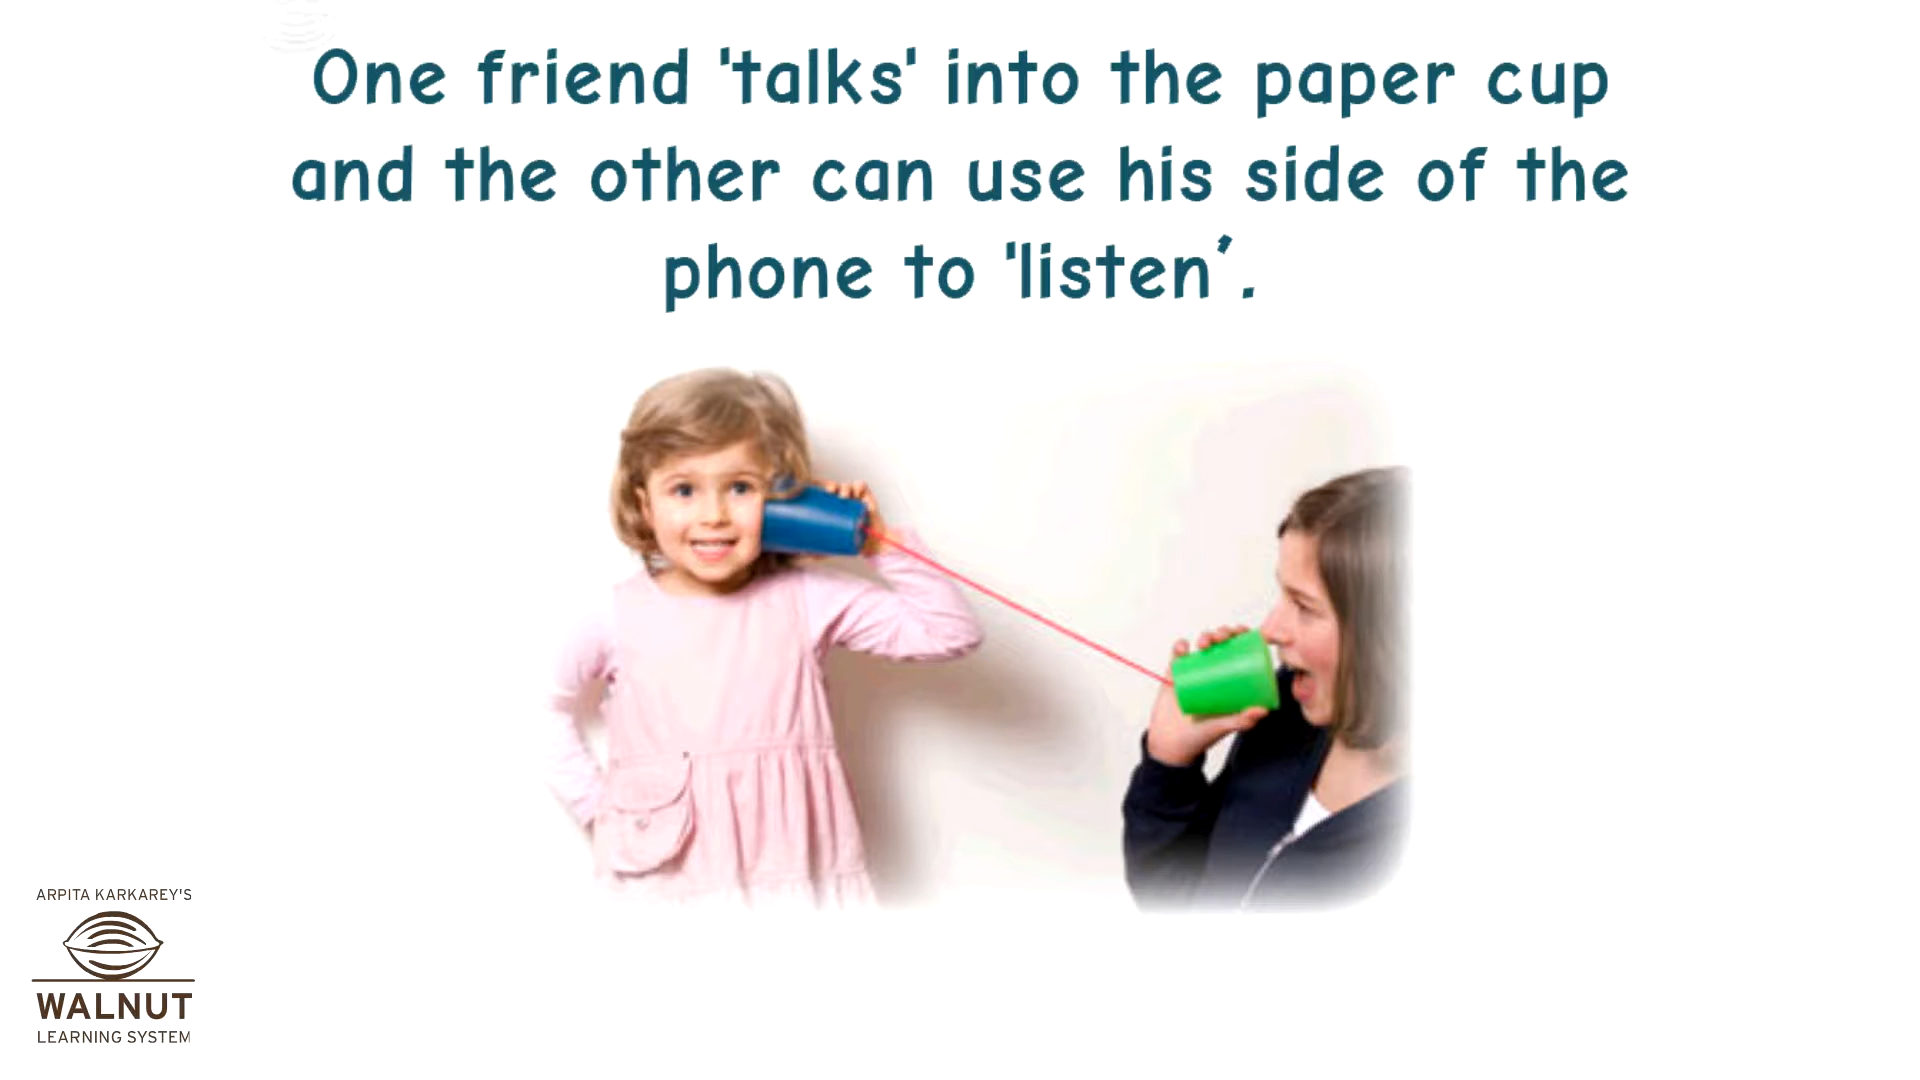 One friend 'talks' into the paper cup
and the other can use his side of the
phone to 'listen’.
ARPITA KARKAREY'S
WALNUT
LEARNING SYSTEM